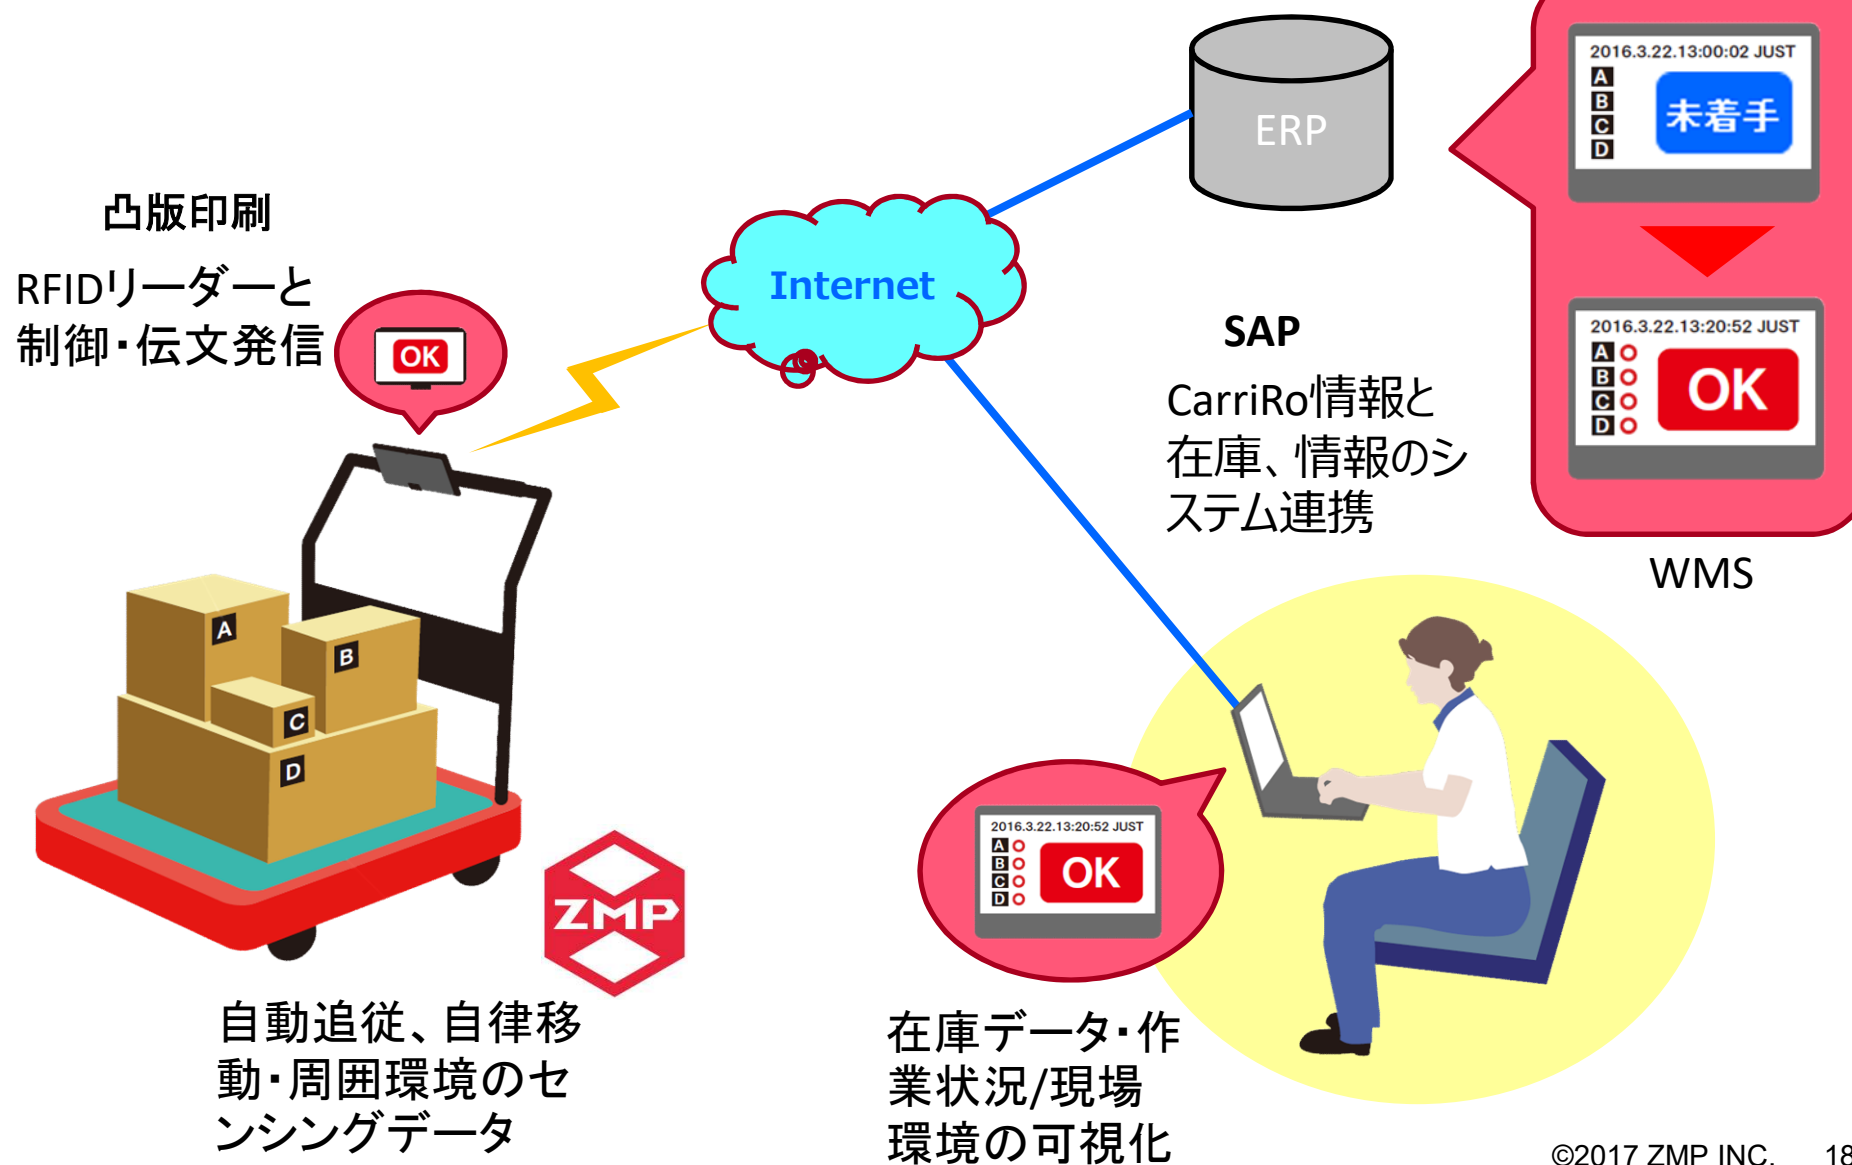 凸版印刷
RFIDリーダーと
制御・伝文発信
OK
A
B
C
D
ZMP
自動追従、自律移
動・周囲環境のセ
ンシングデータ
Internet
ERP
SAP
CarriRo情報と
在庫、情報のシ
ステム連携
2016.3.22.13:00:02 JUST
A
B
C
D
未着手
2016.3.22.13:20:52 JUST
A
B
C
D
OK
WMS
2016.3.22.13:20:52 JUST
A
B
C
D
OK
在庫データ・作
業状況/現場
環境の可視化
©2017 ZMP INC. 18